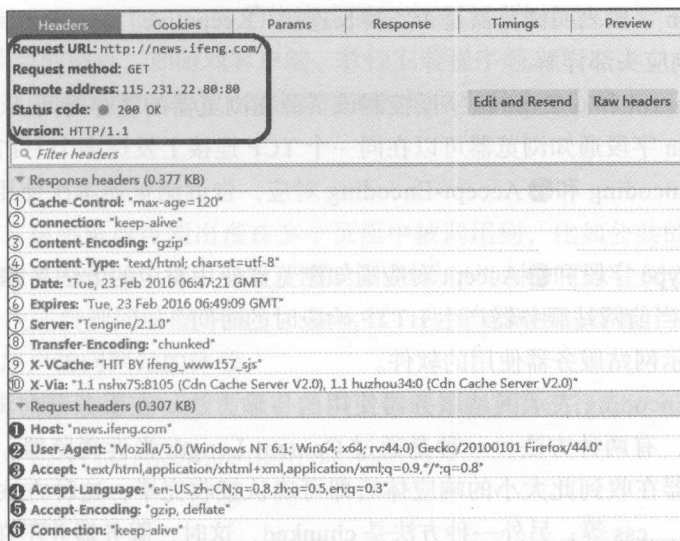 Headers Cookies Params Response Timings Preview
Request URL: http://news.ifeng.com/
Request method: GET
Remote address: 115.231.22.80:80
Status code: 200 OK
Edit and Resend Raw headers
Version: HTTP/1.1
Filter headers
Response headers (0.377 KB)
① Cache-Control: "max-age=120"
② Connection: "keep-alive"
③ Content-Encoding: "gzip"
④ Content-Type: "text/html; charset=utf-8"
⑤ Date: "Tue, 23 Feb 2016 06:47:21 GMT"
⑥ Expires: "Tue, 23 Feb 2016 06:49:09 GMT"
⑦ Server: "Tengine/2.1.0"
⑧ Transfer-Encoding: "chunked"
⑨ X-VCache: "HIT BY ifeng_www157_sjs"
⑩ X-Via: "1.1 nshx75:8105 (Cdn Cache Server V2.0), 1.1 huzhou34:0 (Cdn Cache Server V2.0)"
Request headers (0.307 KB)
❶ Host: "news.ifeng.com"
❷ User-Agent: "Mozilla/5.0 (Windows NT 6.1; Win64; x64; rv:44.0) Gecko/20100101 Firefox/44.0"
❸ Accept: "text/html,application/xhtml+xml,application/xml;q=0.9,*/*;q=0.8"
❹ Accept-Language: "en-US,zh-CN;q=0.8,zh;q=0.5,en;q=0.3"
❺ Accept-Encoding: "gzip, deflate"
❻ Connection: "keep-alive"